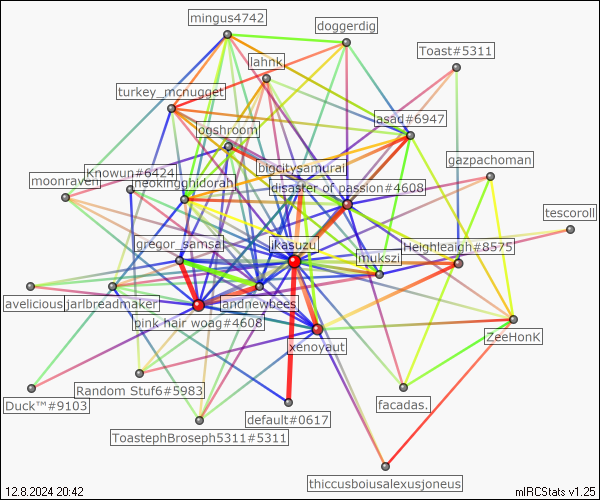 mingus4742
doggerdig
Toast#5311
lahnk
turkey_mcnugget
asad#6947
ooshroom
bigcitysamurai
gazpachoman
Knowun#6424
moonraven
neokingghidorah
disaster of passion#4608
tescoroll
gregor_samsa
ikasuzu
Heighleaigh#8575
mukszi
avelicious
jarlbreadmaker
landnewbees
pink hair woag#4608
xenoyaut
ZeeHonK
Random Stuf6#5983
Duck™#9103
facadas.
default#0617
ToastephBroseph5311#5311
thiccusboiusalexusjoneus
12.8.2024 20:42
mIRCStats v1.25